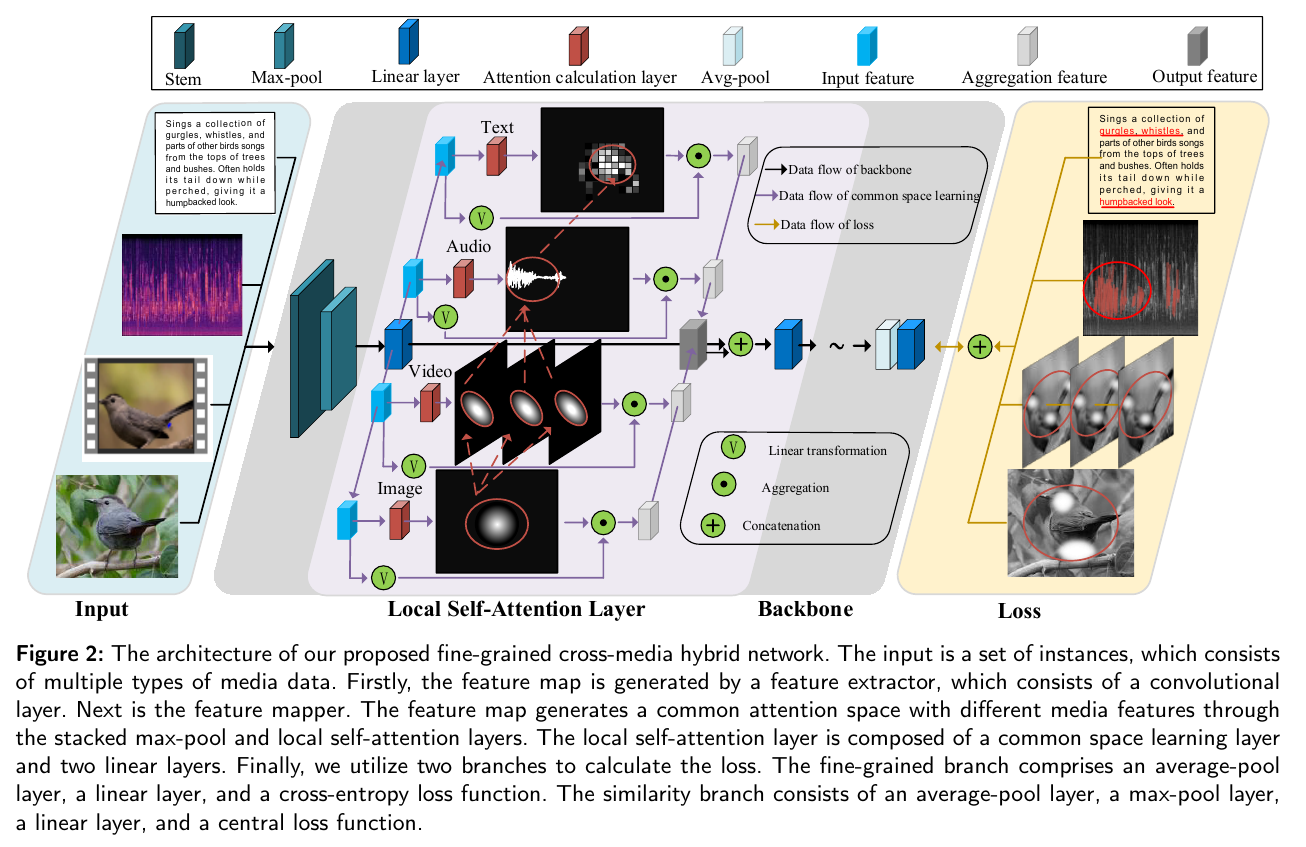 Stem
Max-pool
Linear layer
Attention calculation layer
Avg-pool
Input feature
Aggregation feature
Output feature
Sings a collection of
gurgles, whistles, and
parts of other birds songs
from the tops of trees
and bushes. Often holds
its tail down while
perched, giving it a
humpbacked look.
Input
Text
V
Audio
V
Video
V
Image
V
Local Self-Attention Layer
Data flow of backbone
Data flow of common space learning
Data flow of loss
+
~
V Linear transformation
Aggregation
+ Concatenation
Backbone
+
Sings a collection of
gurgles, whistles, and
parts of other birds songs
from the tops of trees
and bushes. Often holds
its tail down while
perched, giving it a
humpbacked look.
Loss
Figure 2: The architecture of our proposed fine-grained cross-media hybrid network. The input is a set of instances, which consists
of multiple types of media data. Firstly, the feature map is generated by a feature extractor, which consists of a convolutional
layer. Next is the feature mapper. The feature map generates a common attention space with different media features through
the stacked max-pool and local self-attention layers. The local self-attention layer is composed of a common space learning layer
and two linear layers. Finally, we utilize two branches to calculate the loss. The fine-grained branch comprises an average-pool
layer, a linear layer, and a cross-entropy loss function. The similarity branch consists of an average-pool layer, a max-pool layer,
a linear layer, and a central loss function.